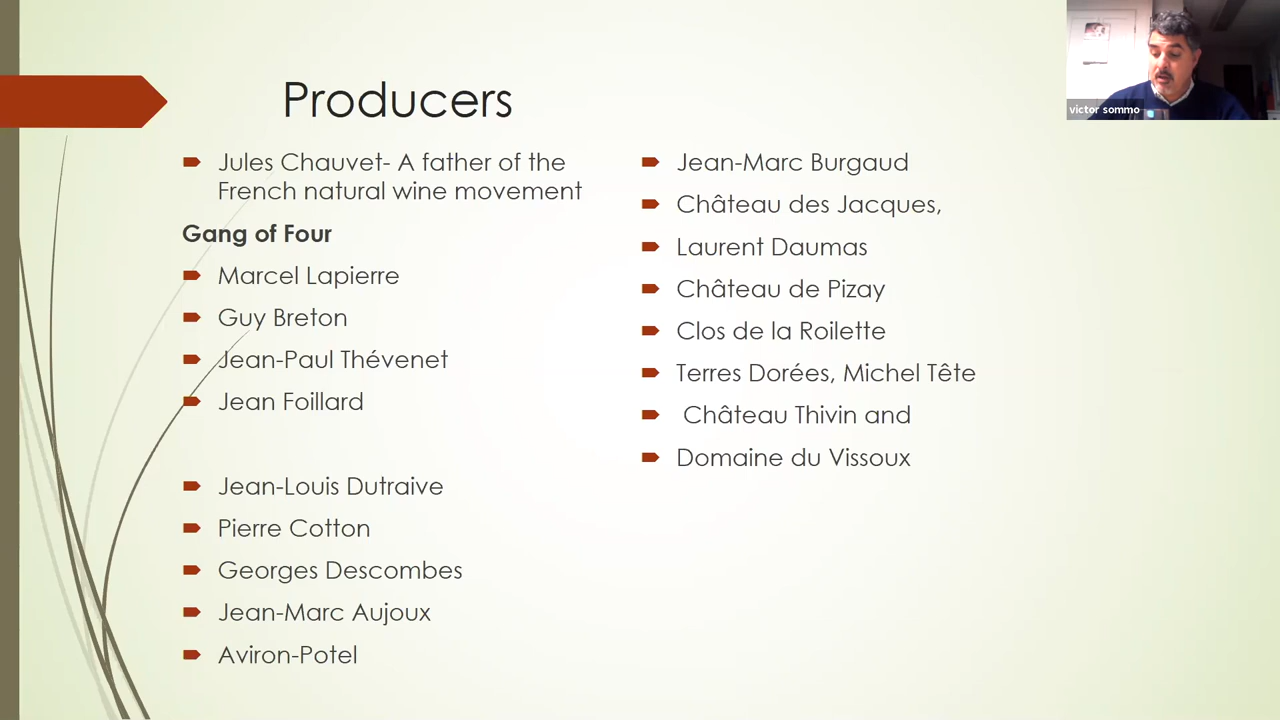 Producers
Jules Chauvet- A father of the
French natural wine movement
Gang of Four
Marcel Lapierre
Guy Breton
Jean-Paul Thévenet
Jean Foillard
Jean-Louis Dutraive
Pierre Cotton
Georges Descombes
Jean-Marc Aujoux
Aviron-Potel
Jean-Marc Burgaud
Château des Jacques,
Laurent Daumas
Château de Pizay
Clos de la Roilette
Terres Dorées, Michel Tête
Château Thivin and
Domaine du Vissoux
victor sommo